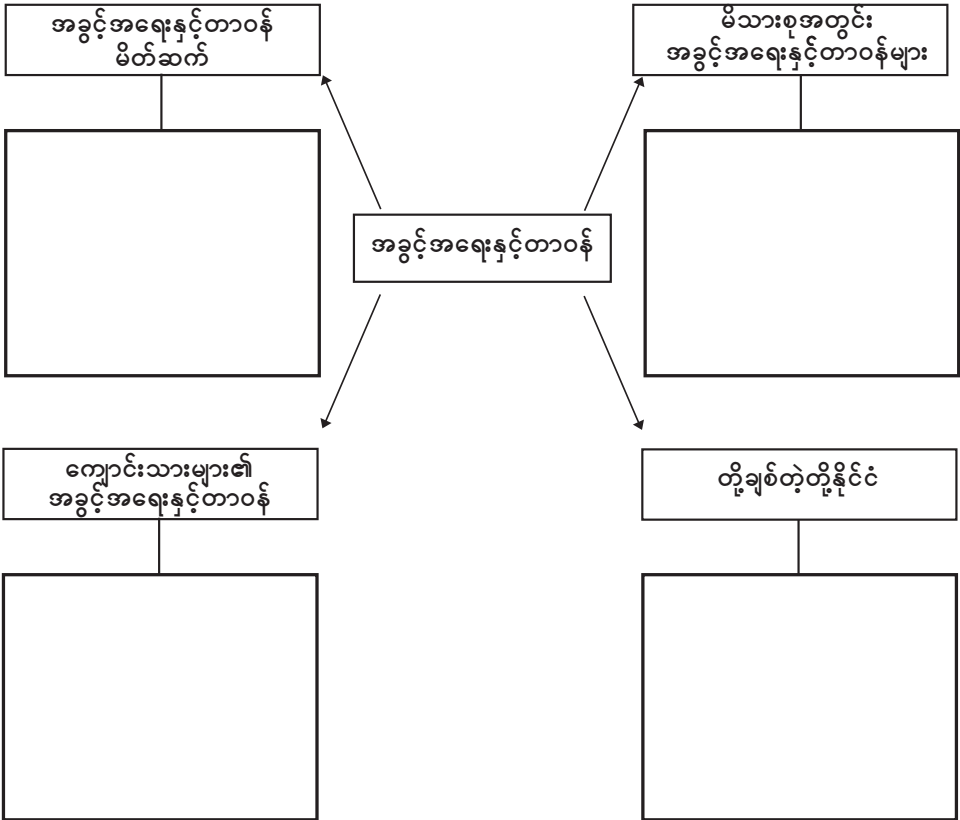 အခွင့်အရေးနှင့်တာဝန်
မိတ်ဆက်
မိသားစုအတွင်း
အခွင့်အရေးနှင့်တာဝန်များ
အခွင့်အရေးနှင့်တာဝန်
ကျောင်းသားများ၏
အခွင့်အရေးနှင့်တာဝန်
တို့ချစ်တဲ့တို့နိုင်ငံ